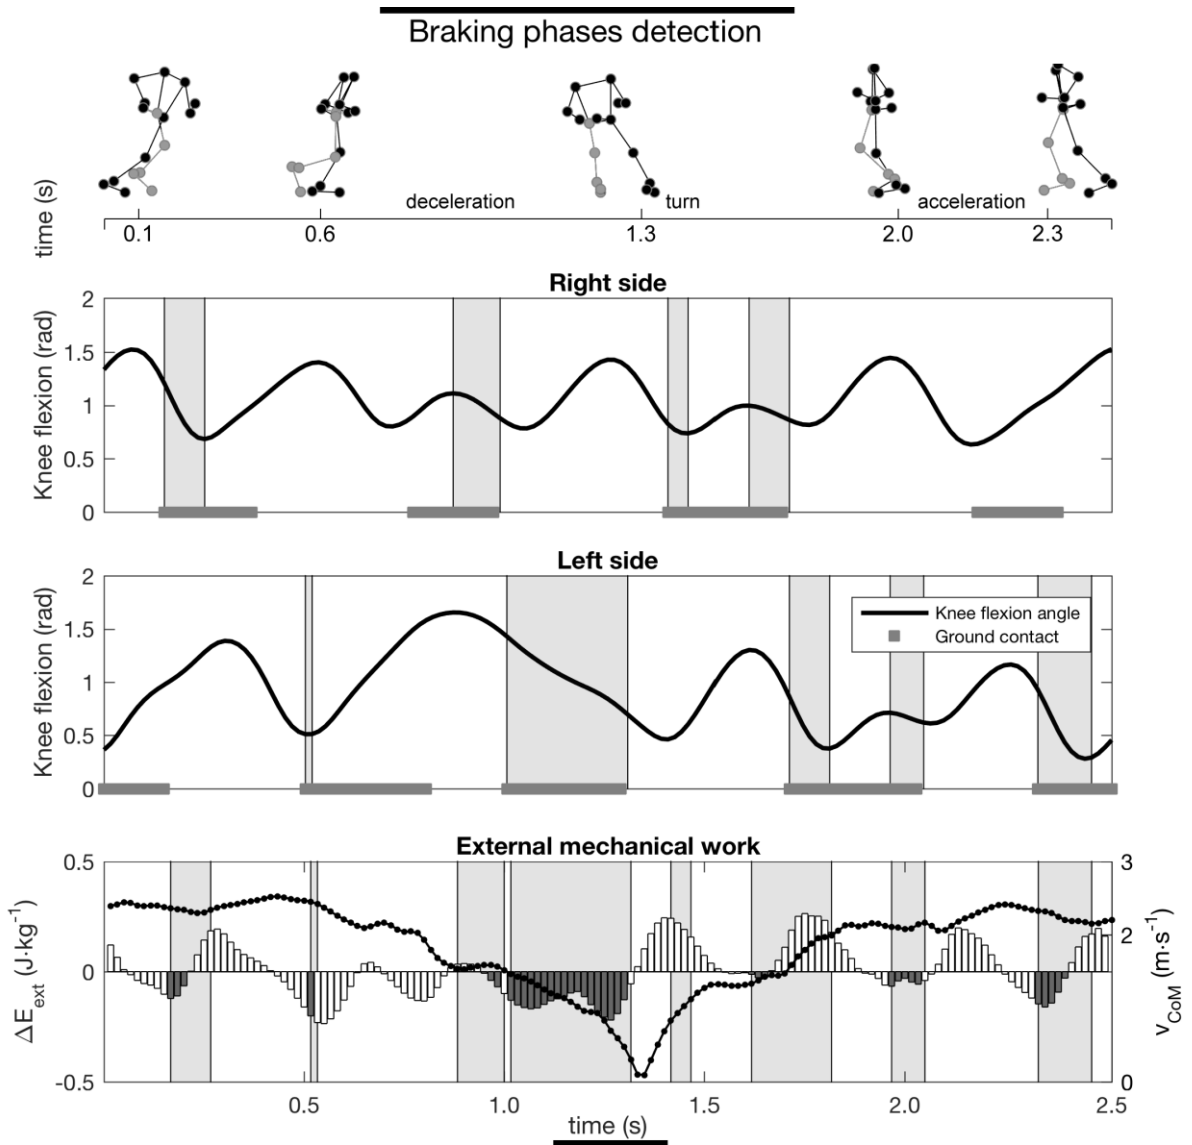 Braking phases detection
time (s)
deceleration turn acceleration
0.1 0.6 1.3 2.0 2.3
Right side
Knee flexion (rad)
2
1.5
1
0.5
0
Left side
Knee flexion (rad)
2
1.5
1
0.5
0
Knee flexion angle
Ground contact
External mechanical work
ΔE_ext (J·kg⁻¹)
0.5
0
-0.5
3
2
1
0
v_CoM (m·s⁻¹)
0.5 1.0 1.5 2.0 2.5
time (s)